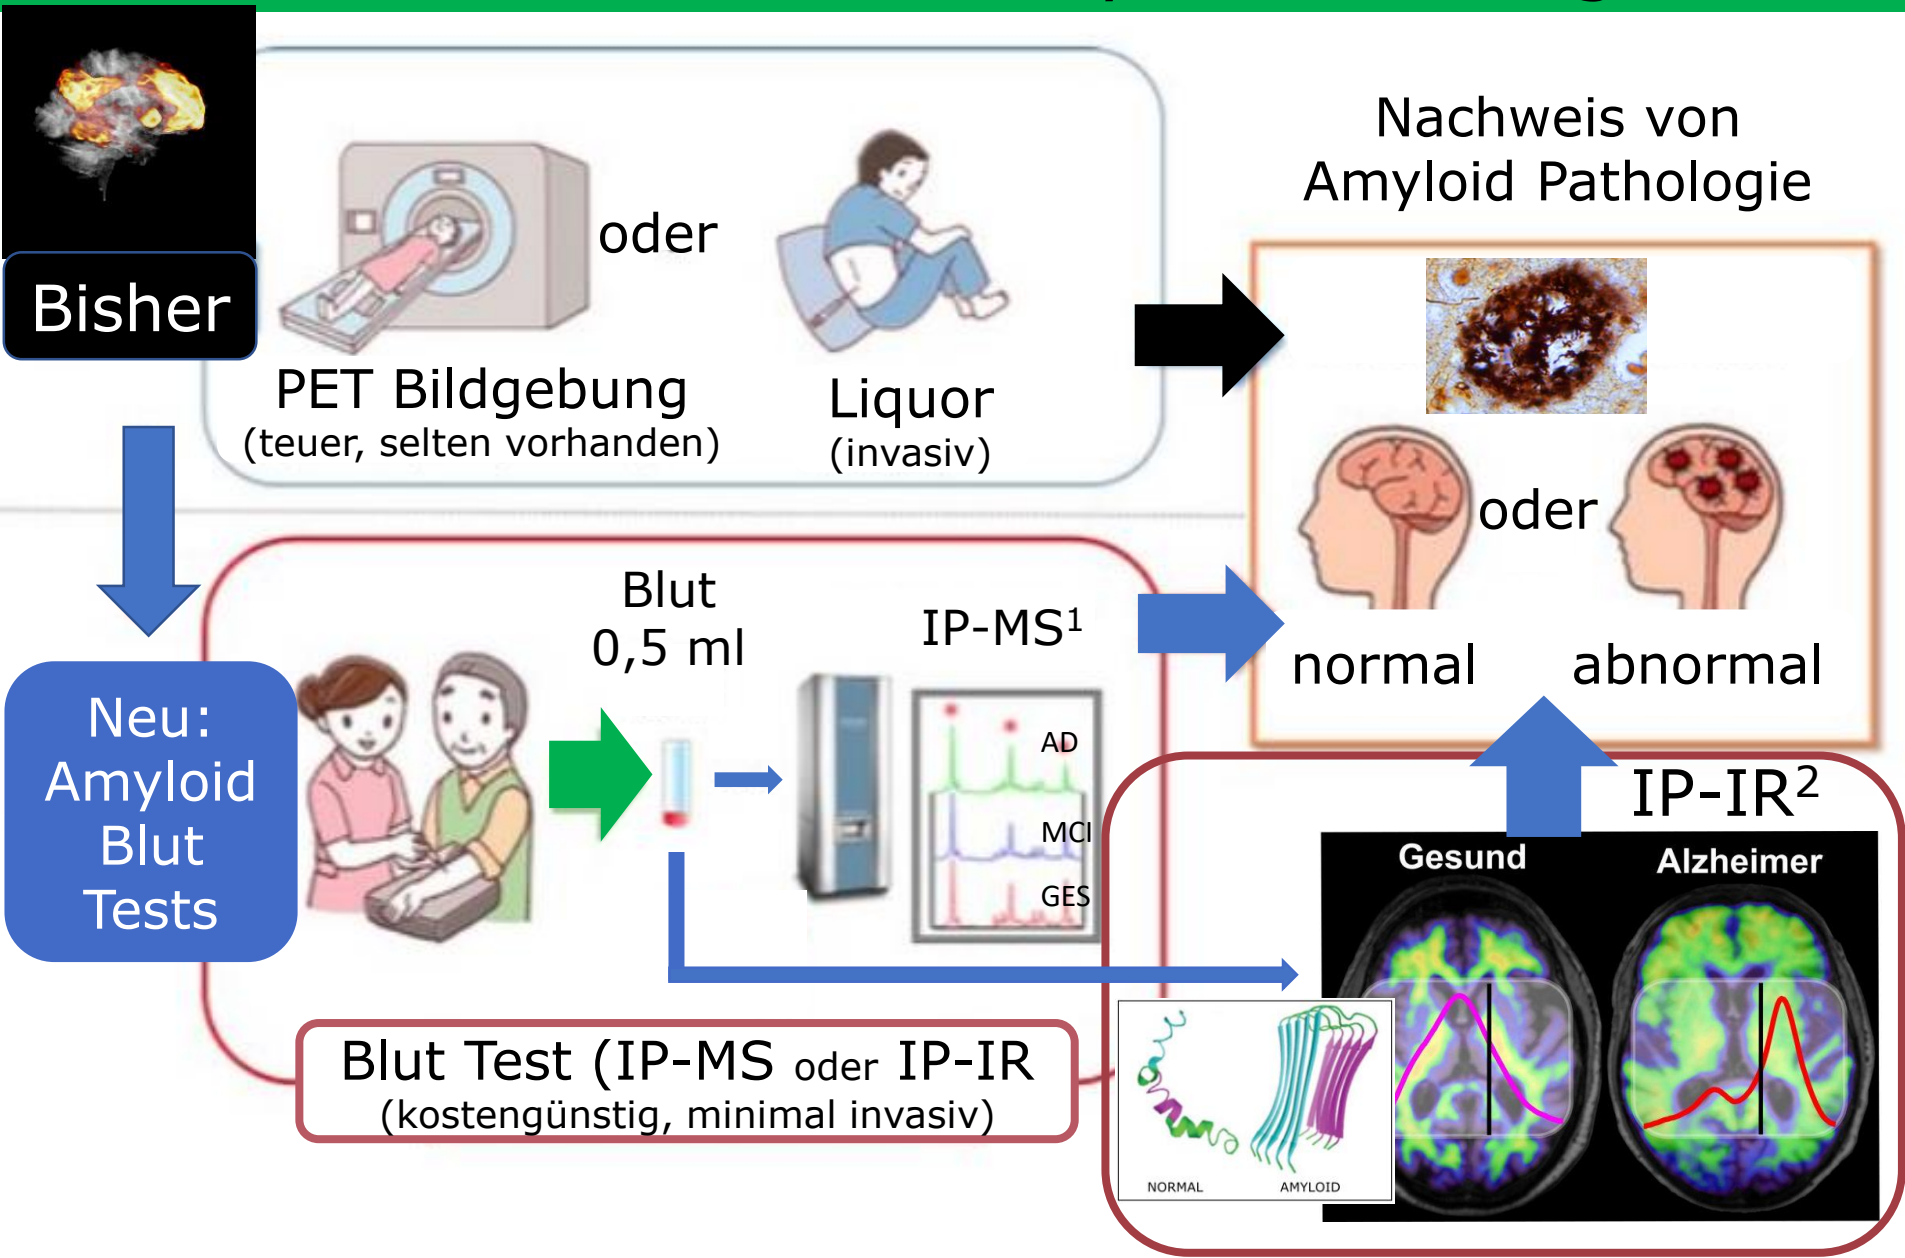 Bisher
oder
PET Bildgebung
(teuer, selten vorhanden)
Liquor
(invasiv)
Nachweis von
Amyloid Pathologie
oder
normal
abnormal
Neu:
Amyloid
Blut
Tests
Blut
0,5 ml
IP-MS¹
AD
MCI
GES
Blut Test (IP-MS oder IP-IR
(kostengünstig, minimal invasiv)
IP-IR²
Gesund
Alzheimer
NORMAL
AMYLOID